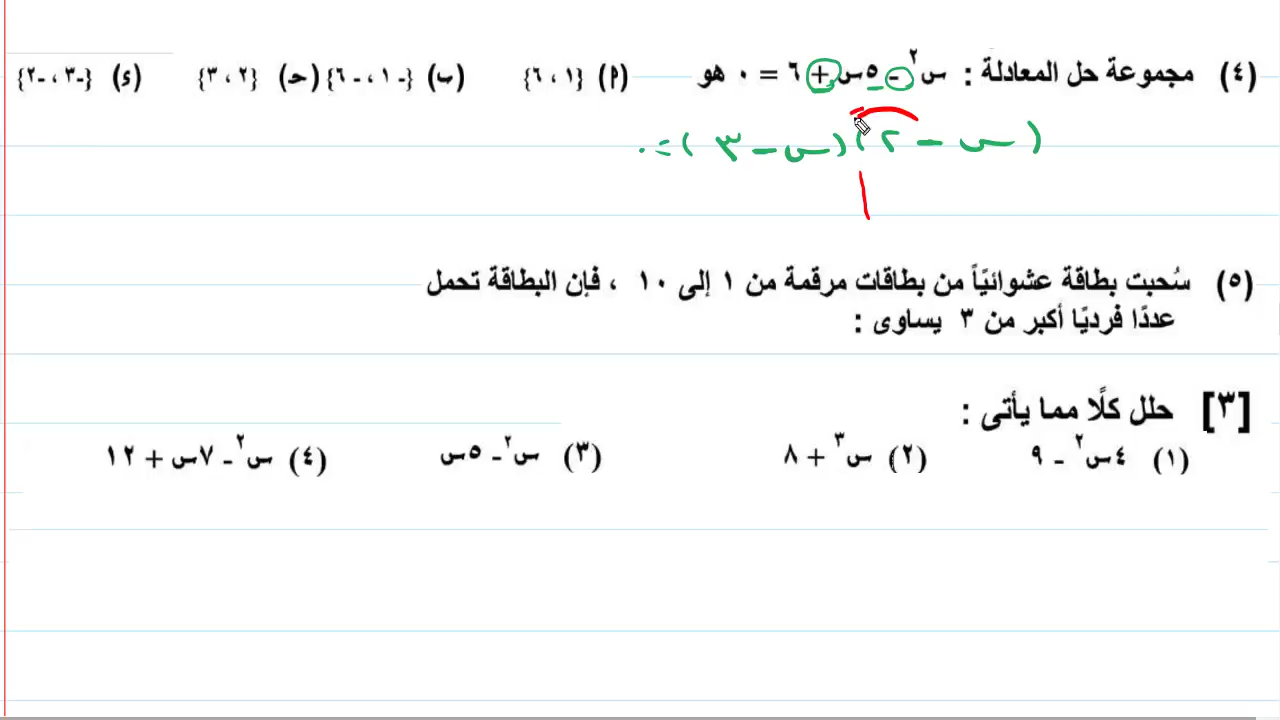 (٤) مجموعة حل المعادلة : س٢ - ٥س + ٦ = ٠ هو (م) {١ ، ٦} (ب) {-١ ، -٦} (حـ) {٢ ، ٣} (ء) {-٣ ، -٢}
(س - ٢)(س - ٣) = ٠
(٥) سُحبت بطاقة عشوائيًا من بطاقات مرقمة من ١ إلى ١٠ ، فإن البطاقة تحمل
عددًا فرديًا أكبر من ٣ يساوى :
[٣] حلل كلًا مما يأتى :
(١) ٤س٢ - ٩ (٢) س٣ + ٨ (٣) س٢ - ٥س (٤) س٢ - ٧س + ١٢